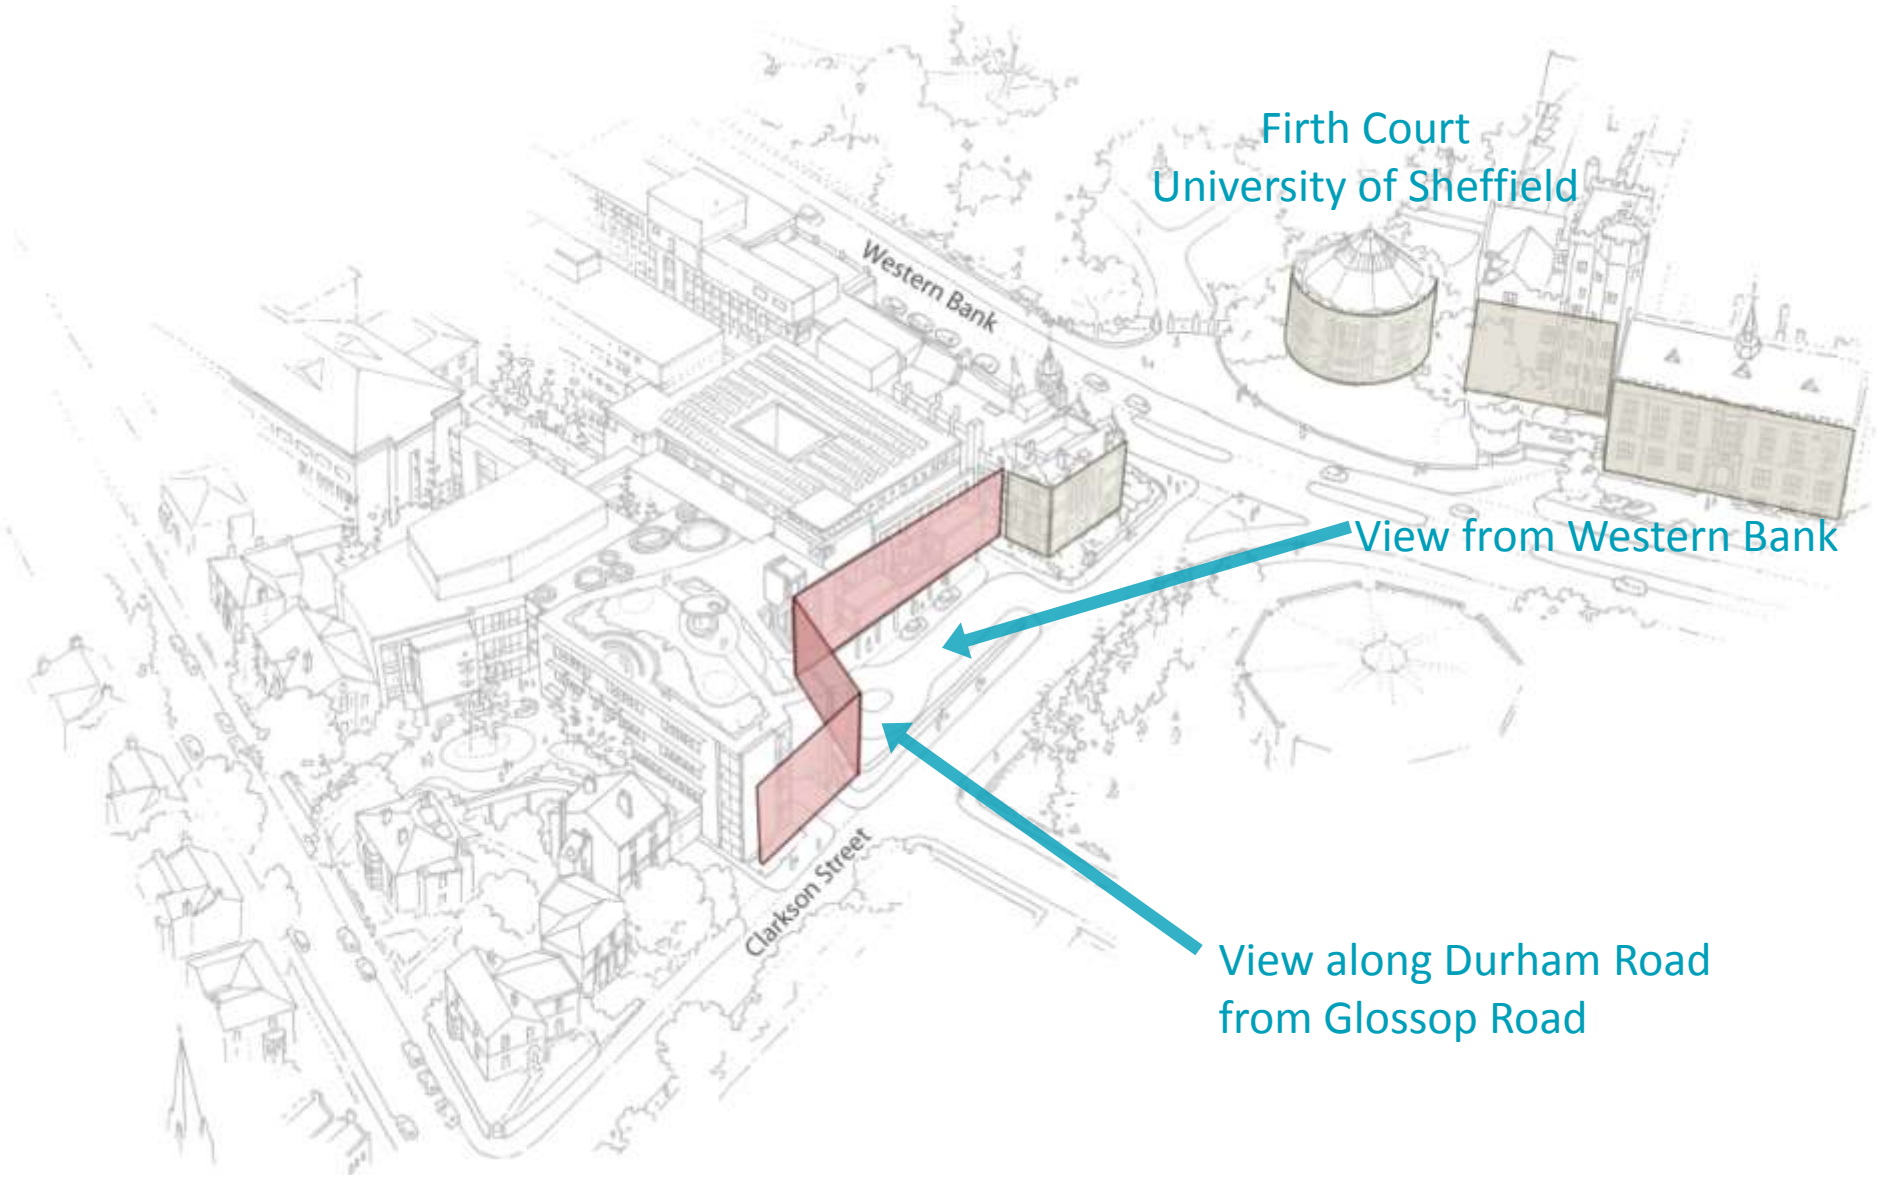 Firth Court
University of Sheffield
Western Bank
View from Western Bank
Clarkson Street
View along Durham Road
from Glossop Road